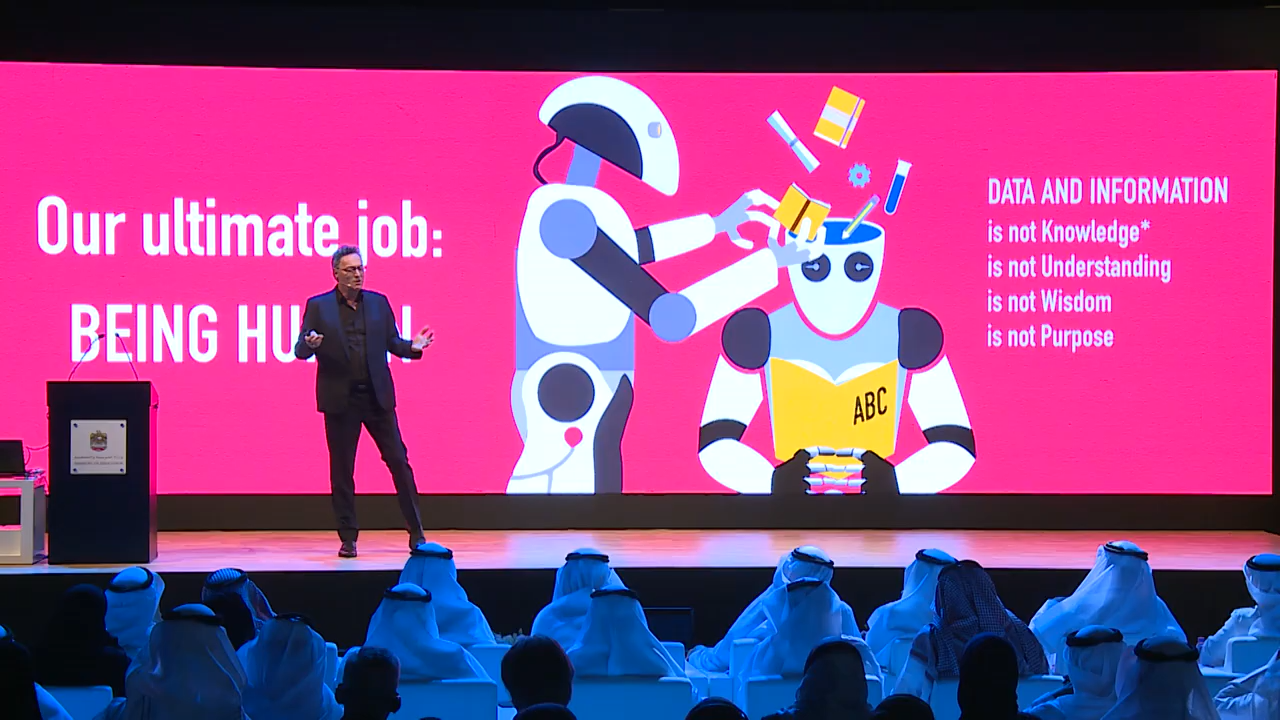 Our ultimate job:
BEING HU
ABC
DATA AND INFORMATION
is not Knowledge*
is not Understanding
is not Wisdom
is not Purpose